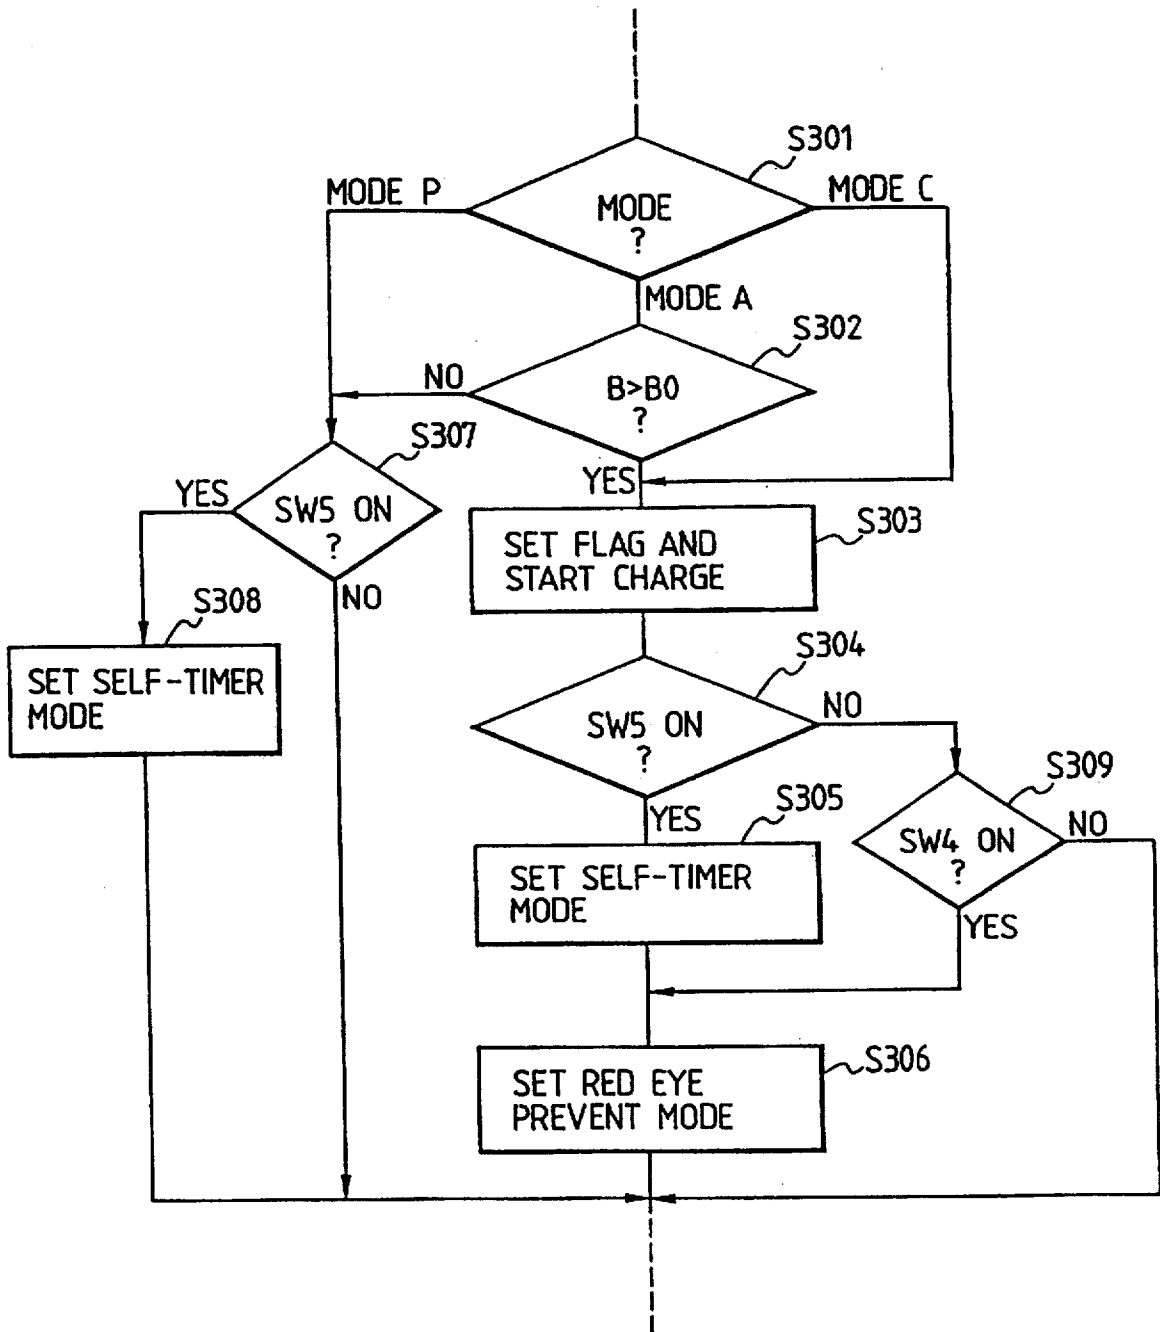 S301
MODE P
MODE C
MODE
?
MODE A
S302
NO
B>B0
?
S307
YES
YES
SW5 ON
?
S303
SET FLAG AND
START CHARGE
NO
S308
S304
SET SELF-TIMER
MODE
NO
SW5 ON
?
S309
S305
YES
NO
SW4 ON
?
SET SELF-TIMER
MODE
YES
S306
SET RED EYE
PREVENT MODE